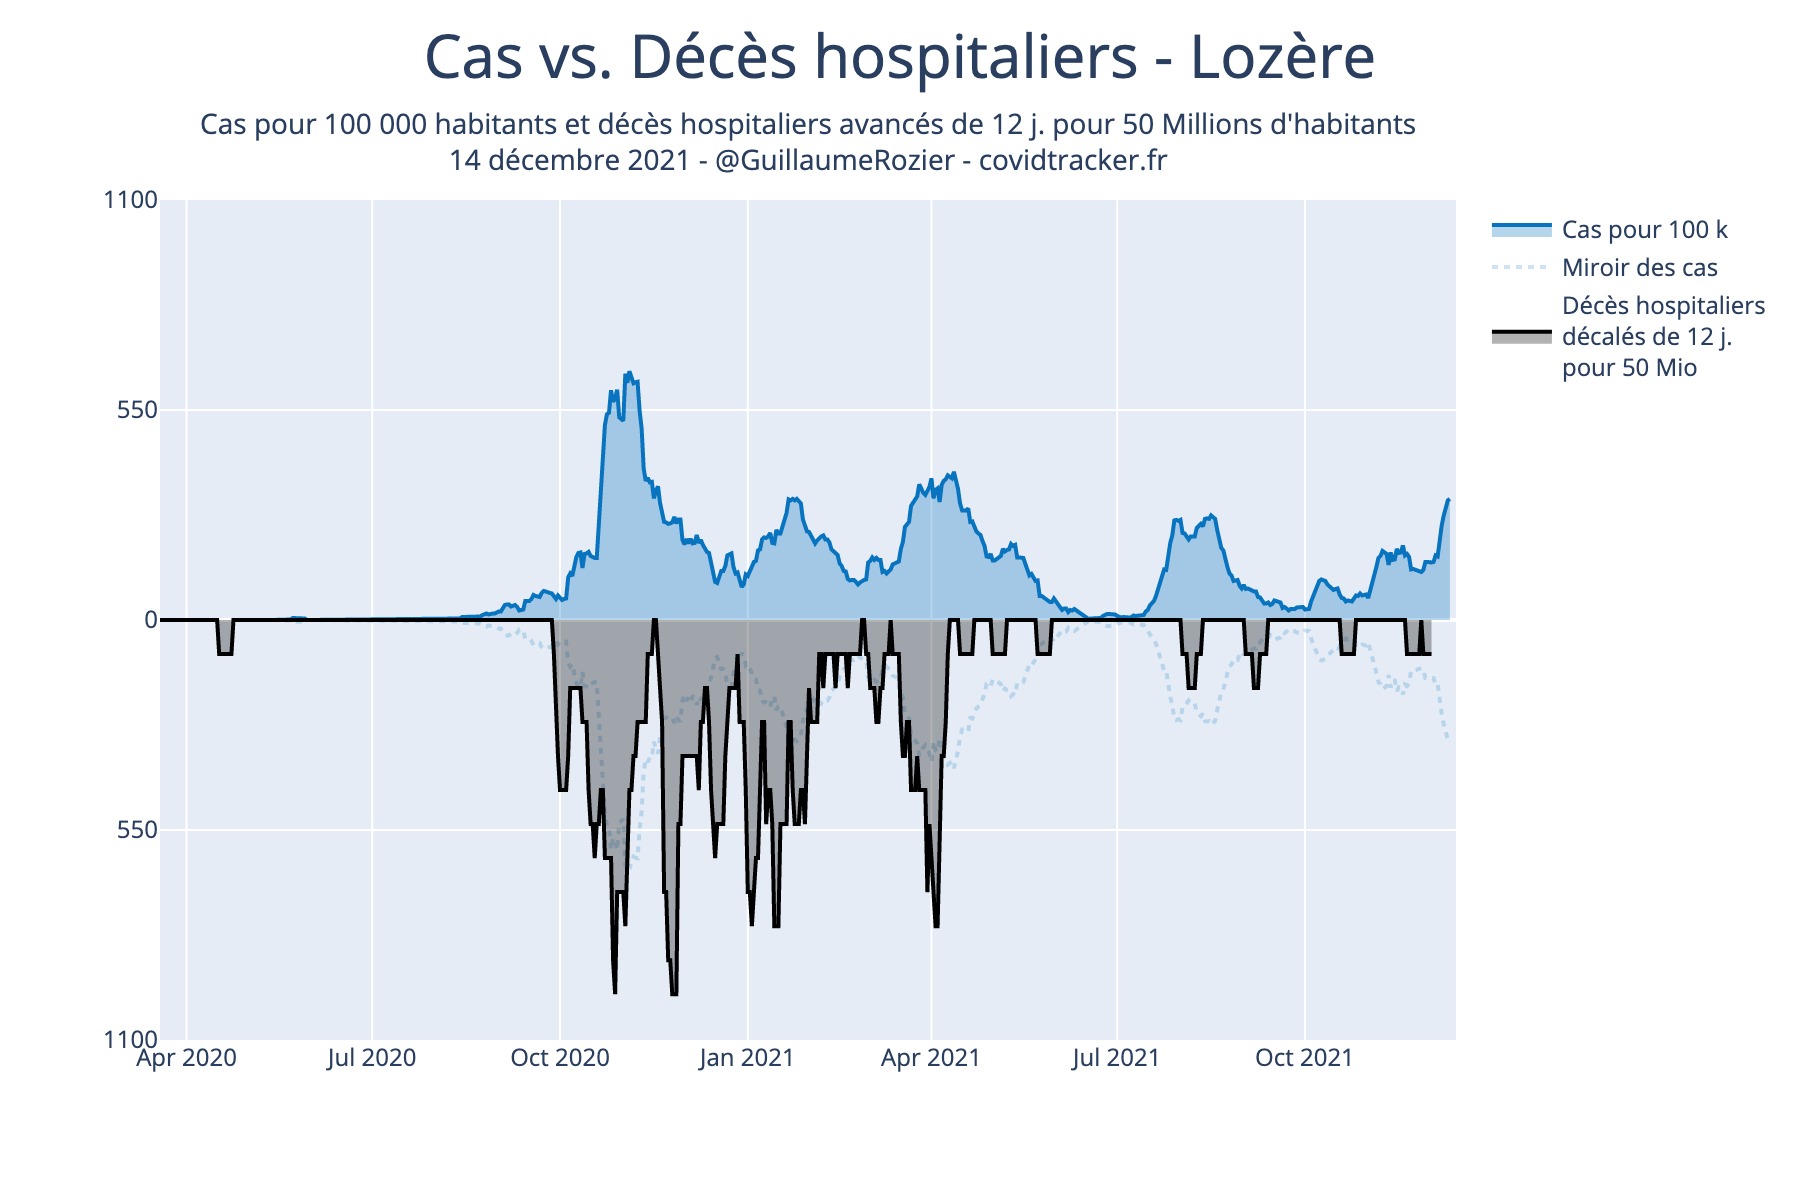 Cas vs. Décès hospitaliers - Lozère
Cas pour 100 000 habitants et décès hospitaliers avancés de 12 j. pour 50 Millions d'habitants
14 décembre 2021 - @GuillaumeRozier - covidtracker.fr
1100
550
0
550
1100
Apr 2020
Jul 2020
Oct 2020
Jan 2021
Apr 2021
Jul 2021
Oct 2021
Cas pour 100 k
Miroir des cas
Décès hospitaliers
décalés de 12 j.
pour 50 Mio